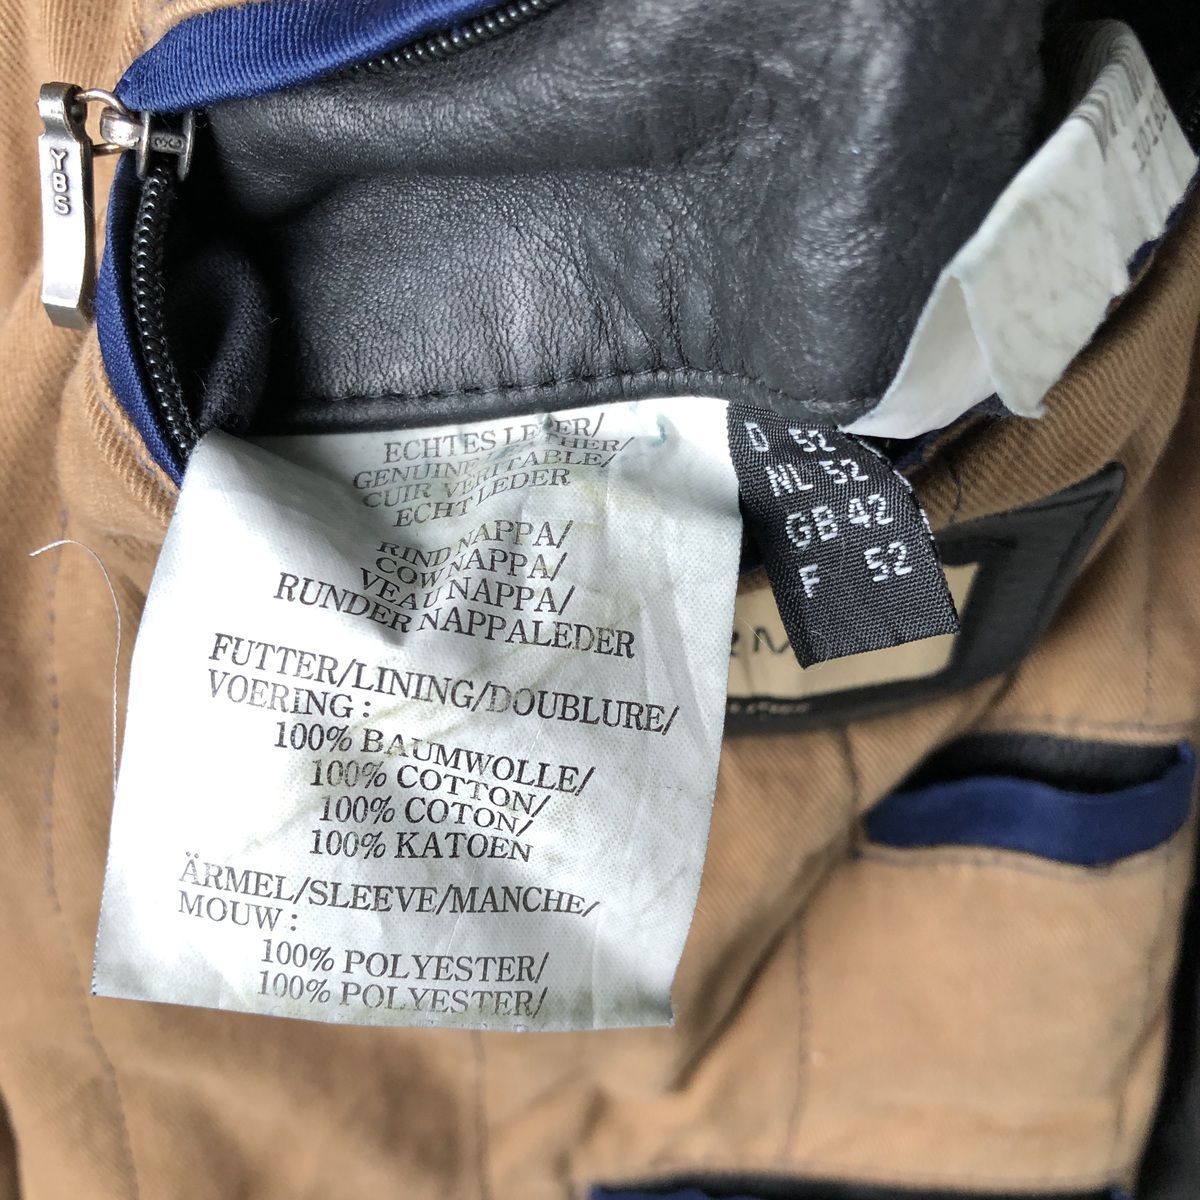 YBS
ECHTES LEDER/
GENUINE LEATHER/
CUIR VERITABLE/
ECHT LEDER
RIND NAPPA/
COW NAPPA/
VEAU NAPPA/
RUNDER NAPPALEDER
FUTTER/LINING/DOUBLURE/
VOERING :
100% BAUMWOLLE/
100% COTTON/
100% COTON/
100% KATOEN
ÄRMEL/SLEEVE/MANCHE/
MOUW :
100% POLYESTER/
100% POLYESTER/
D 52
NL 52
GB 42
F 52